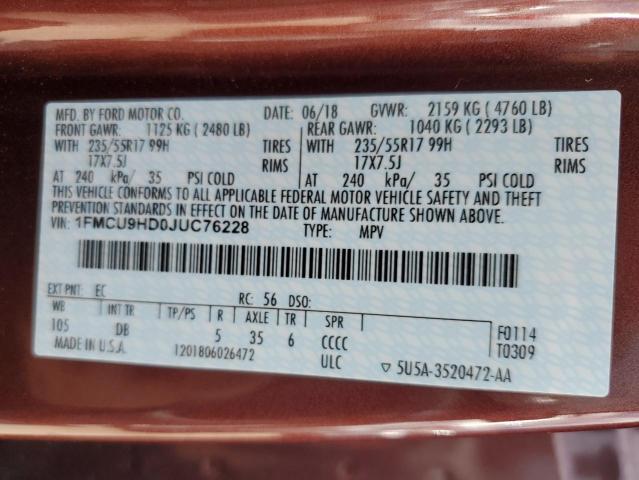 MFD. BY FORD MOTOR CO. DATE: 06/18 GVWR: 2159 KG ( 4760 LB)
FRONT GAWR: 1125 KG ( 2480 LB) REAR GAWR: 1040 KG ( 2293 LB)
WITH 235/55R17 99H TIRES WITH 235/55R17 99H TIRES
17X7.5J RIMS 17X7.5J RIMS
AT 240 kPa/ 35 PSI COLD AT 240 kPa/ 35 PSI COLD
THIS VEHICLE CONFORMS TO ALL APPLICABLE FEDERAL MOTOR VEHICLE SAFETY AND THEFT
PREVENTION STANDARDS IN EFFECT ON THE DATE OF MANUFACTURE SHOWN ABOVE.
VIN: 1FMCU9HD0JUC76228 TYPE: MPV
EXT PNT: EC RC: 56 DSO:
WB INT TR TP/PS R AXLE TR SPR F0114
105 DB 5 35 6 CCCC T0309
MADE IN U.S.A. 1201806026472 ULC ▽ 5U5A-3520472-AA